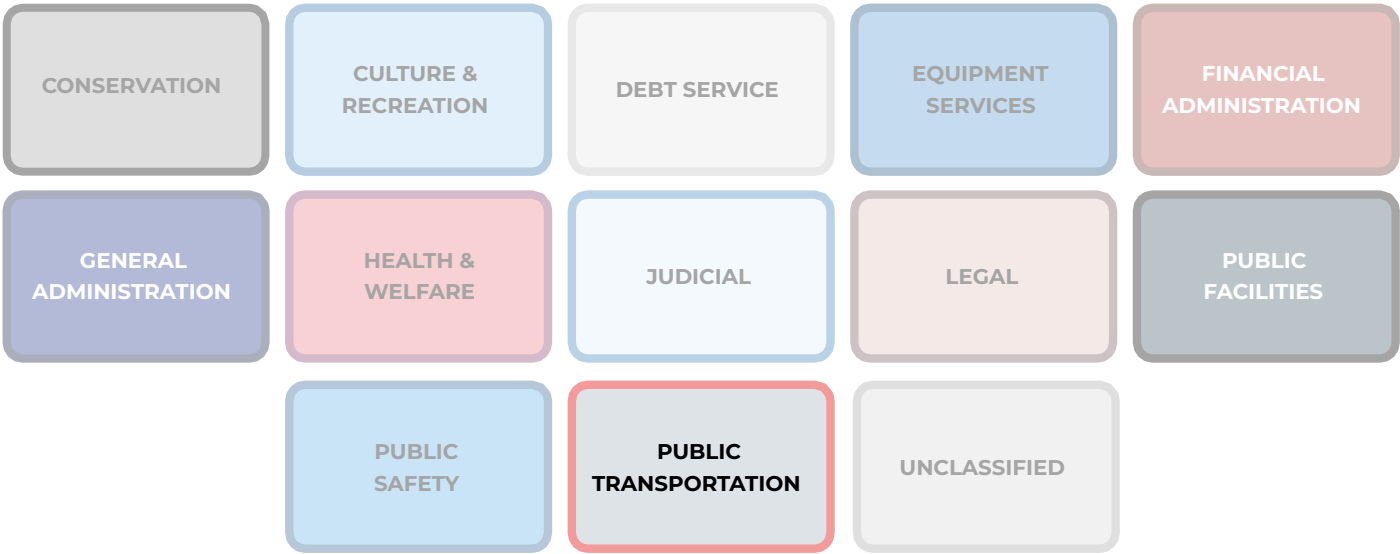 CONSERVATION
CULTURE &
RECREATION
DEBT SERVICE
EQUIPMENT
SERVICES
FINANCIAL
ADMINISTRATION
GENERAL
ADMINISTRATION
HEALTH &
WELFARE
JUDICIAL
LEGAL
PUBLIC
FACILITIES
PUBLIC
SAFETY
PUBLIC
TRANSPORTATION
UNCLASSIFIED